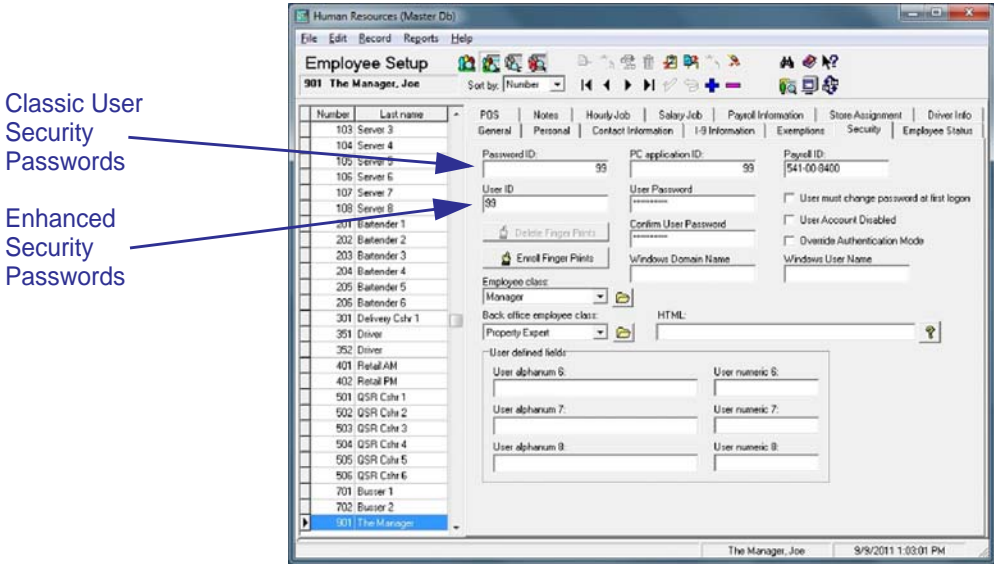 Classic User
Security
Passwords
Enhanced
Security
Passwords
Human Resources (Master Db)
File Edit Record Reports Help
Employee Setup
901 The Manager, Joe
Sort by: Number
Number Last name
103 Server 3
104 Server 4
105 Server 5
106 Server 6
107 Server 7
108 Server 8
201 Bartender 1
202 Bartender 2
203 Bartender 3
204 Bartender 4
205 Bartender 5
206 Bartender 6
301 Delivery Cshr 1
351 Driver
352 Driver
401 Retail AM
402 Retail PM
501 QSR Cshr 1
502 QSR Cshr 2
503 QSR Cshr 3
504 QSR Cshr 4
505 QSR Cshr 5
506 QSR Cshr 6
701 Busser 1
702 Busser 2
901 The Manager
POS Notes Hourly Job Salary Job Payroll Information Store Assignment Driver Info
General Personal Contact Information I-9 Information Exemptions Security Employee Status
Password ID: PC application ID: Payroll ID:
99 99 541-00-8400
User ID User Password
99 **********
User must change password at first logon
User Account Disabled
Override Authentication Mode
Delete Finger Prints Confirm User Password
**********
Enroll Finger Prints Windows Domain Name Windows User Name
Employee class:
Manager
Back office employee class: HTML:
Property Expert
User defined fields
User alphanum 6: User numeric 6:
User alphanum 7: User numeric 7:
User alphanum 8: User numeric 8:
The Manager, Joe 9/9/2011 1:03:01 PM